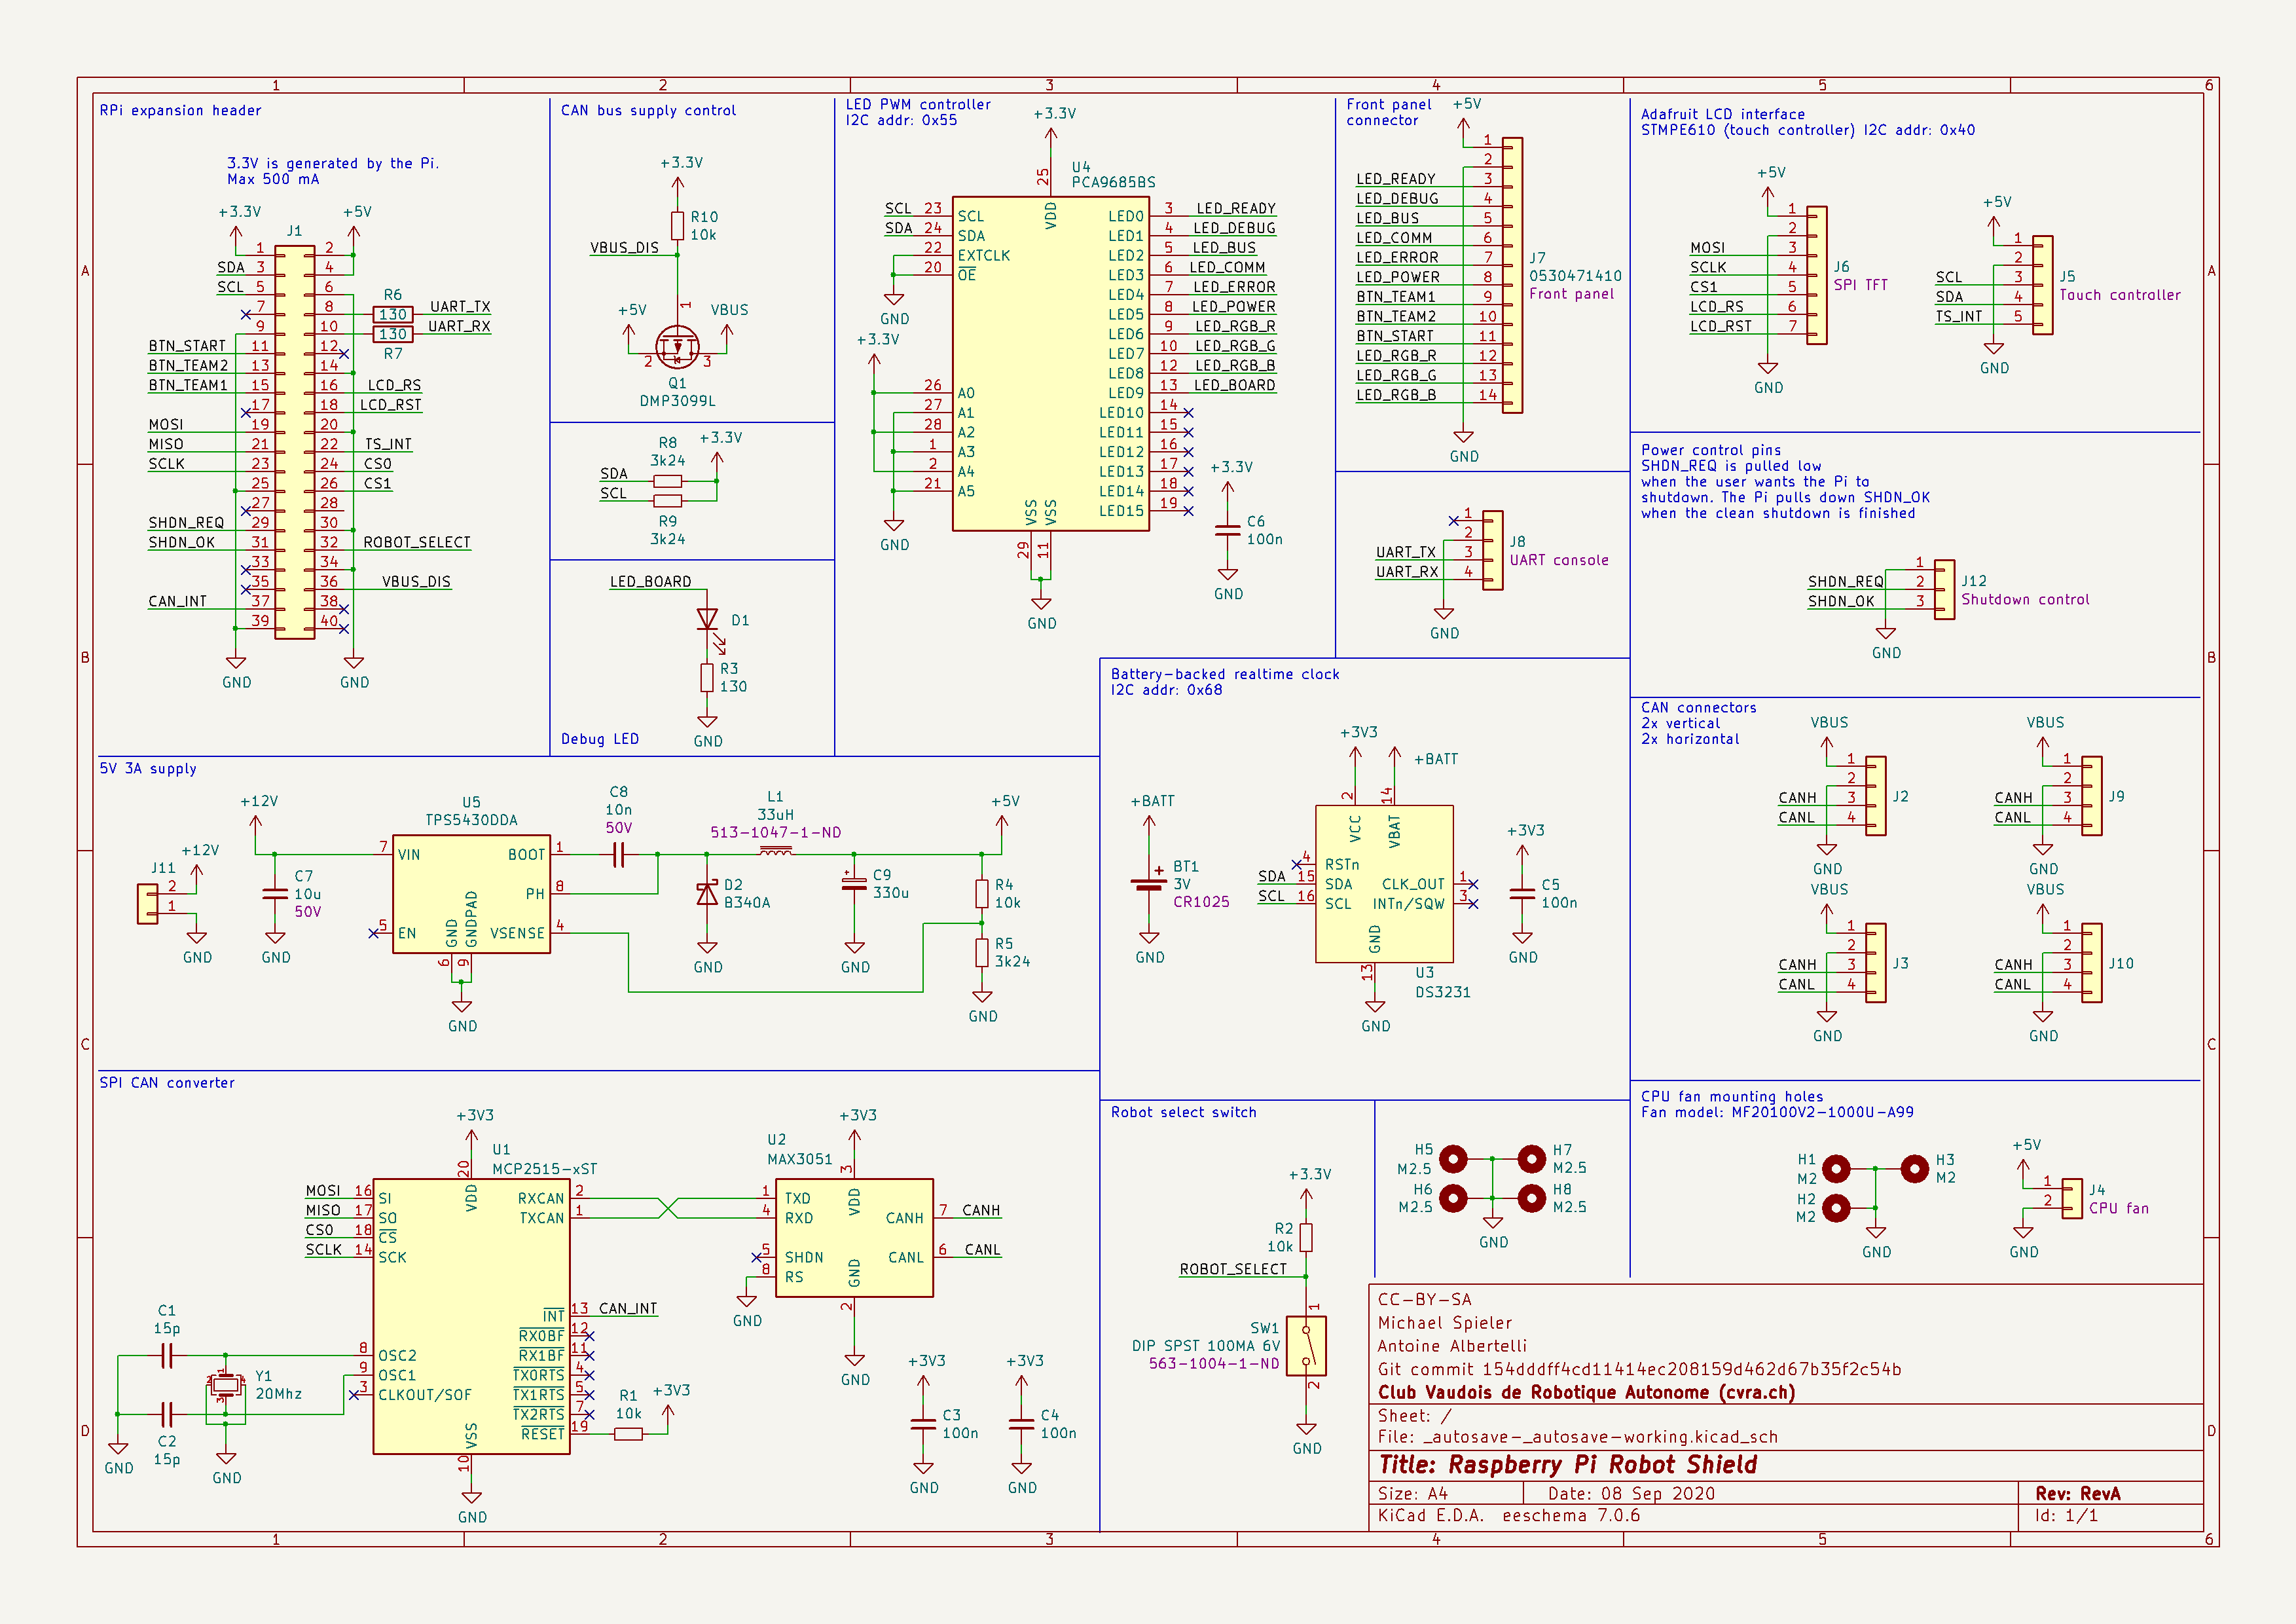 1 2 3 4 5 6
A
B
C
D
RPi expansion header
3.3V is generated by the Pi.
Max 500 mA
+3.3V
+5V
J1
1 2
SDA 3 4
SCL 5 6
7 8
R6
130
UART_TX
9 10
130
R7
UART_RX
BTN_START 11 12
BTN_TEAM2 13 14
BTN_TEAM1 15 16 LCD_RS
17 18 LCD_RST
MOSI 19 20
MISO 21 22 TS_INT
SCLK 23 24 CS0
25 26 CS1
27 28
SHDN_REQ 29 30
SHDN_OK 31 32 ROBOT_SELECT
33 34
35 36 VBUS_DIS
CAN_INT 37 38
39 40
GND
GND
CAN bus supply control
+3.3V
R10
10k
VBUS_DIS
1
+5V
VBUS
2 3
Q1
DMP3099L
R8
3k24
+3.3V
SDA
SCL
R9
3k24
LED_BOARD
D1
R3
130
GND
Debug LED
LED PWM controller
I2C addr: 0x55
+3.3V
25
U4
PCA9685BS
VDD
SCL 23 SCL
SDA 24 SDA
22 EXTCLK
20 OE
GND
+3.3V
26 A0
27 A1
28 A2
1 A3
2 A4
21 A5
GND
LED0 3 LED_READY
LED1 4 LED_DEBUG
LED2 5 LED_BUS
LED3 6 LED_COMM
LED4 7 LED_ERROR
LED5 8 LED_POWER
LED6 9 LED_RGB_R
LED7 10 LED_RGB_G
LED8 12 LED_RGB_B
LED9 13 LED_BOARD
LED10 14
LED11 15
LED12 16
LED13 17
LED14 18
LED15 19
VSS VSS
29 11
GND
+3.3V
C6
100n
GND
Front panel
connector
+5V
1
2
LED_READY 3
LED_DEBUG 4
LED_BUS 5
LED_COMM 6
LED_ERROR 7
LED_POWER 8
BTN_TEAM1 9
BTN_TEAM2 10
BTN_START 11
LED_RGB_R 12
LED_RGB_G 13
LED_RGB_B 14
J7
0530471410
Front panel
GND
1
2
UART_TX 3
UART_RX 4
J8
UART console
GND
Adafruit LCD interface
STMPE610 (touch controller) I2C addr: 0x40
+5V
1
2
MOSI 3
SCLK 4
CS1 5
LCD_RS 6
LCD_RST 7
J6
SPI TFT
GND
+5V
1
2
SCL 3
SDA 4
TS_INT 5
J5
Touch contraller
GND
Power control pins
SHDN_REQ is pulled low
when the user wants the Pi to
shutdown. The Pi pulls down SHDN_OK
when the clean shutdown is finished
1
SHDN_REQ 2
SHDN_OK 3
J12
Shutdown control
GND
5V 3A supply
J11
+12V
2
1
GND
+12V
C7
10u
50V
GND
U5
TPS5430DDA
7 VIN
5 EN
BOOT 1
PH 8
VSENSE 4
GND
GNDPAD
6 9
GND
C8
10n
50V
L1
33uH
513-1047-1-ND
D2
B340A
GND
C9
330u
GND
+5V
R4
10k
R5
3k24
GND
Battery-backed realtime clock
I2C addr: 0x68
+BATT
BT1
3V
CR1025
GND
+3V3
+BATT
2 14
VCC
VBAT
4 RSTn
SDA 15 SDA
SCL 16 SCL
CLK_OUT 1
INTn/SQW 3
GND
13
U3
DS3231
GND
+3V3
C5
100n
GND
CAN connectors
2x vertical
2x horizontal
VBUS
1
2
CANH 3
CANL 4
J2
GND
VBUS
1
2
CANH 3
CANL 4
J9
GND
VBUS
1
2
CANH 3
CANL 4
J3
GND
VBUS
1
2
CANH 3
CANL 4
J10
GND
SPI CAN converter
+3V3
20
U1
MCP2515-xST
VDD
MOSI 16 SI
MISO 17 SO
CS0 18 CS
SCLK 14 SCK
8 OSC2
9 OSC1
3 CLKOUT/SOF
RXCAN 2
TXCAN 1
INT 13 CAN_INT
RX0BF 12
RX1BF 11
TX0RTS 4
TX1RTS 5
TX2RTS 7
RESET 19
VSS
10
GND
C1
15p
C2
15p
GND
Y1
20Mhz
GND
R1
10k
+3V3
+3V3
U2
MAX3051
3
VDD
1 TXD
4 RXD
5 SHDN
8 RS
CANH 7 CANH
CANL 6 CANL
GND
2
GND
GND
+3V3
C3
100n
GND
+3V3
C4
100n
GND
Robot select switch
+3.3V
R2
10k
ROBOT_SELECT
1
SW1
DIP SPST 100MA 6V
563-1004-1-ND
2
GND
H5
M2.5
H7
M2.5
H6
M2.5
H8
M2.5
GND
CPU fan mounting holes
Fan model: MF20100V2-1000U-A99
H1
M2
H3
M2
H2
M2
GND
+5V
1
2
J4
CPU fan
GND
CC-BY-SA
Michael Spieler
Antoine Albertelli
Git commit 154dddff4cd11414ec208159d462d67b35f2c54b
Club Vaudois de Robotique Autonome (cvra.ch)
Sheet: /
File: _autosave-_autosave-working.kicad_sch
Title: Raspberry Pi Robot Shield
Size: A4 Date: 08 Sep 2020 Rev: RevA
KiCad E.D.A. eeschema 7.0.6 Id: 1/1
A
B
C
D
1 2 3 4 5 6